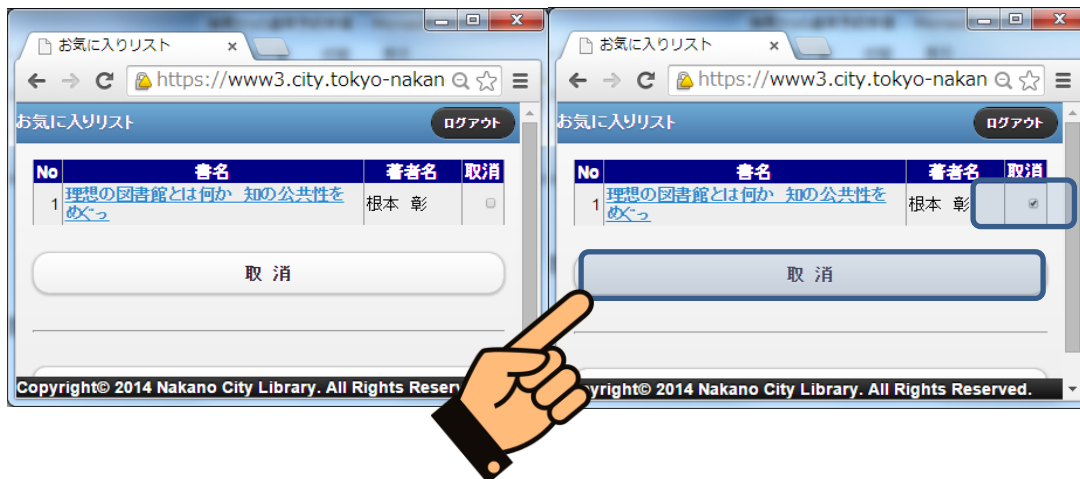 お気に入りリスト
https://www3.city.tokyo-nakan
お気に入りリスト
ログアウト
No 書名 著者名 取消
1 理想の図書館とは何か 知の公共性を
めぐっ
根本 彰
取 消
Copyright© 2014 Nakano City Library. All Rights Reserv
お気に入りリスト
https://www3.city.tokyo-nakan
お気に入りリスト
ログアウト
No 書名 著者名 取消
1 理想の図書館とは何か 知の公共性を
めぐっ
根本 彰
取 消
yright© 2014 Nakano City Library. All Rights Reserved.